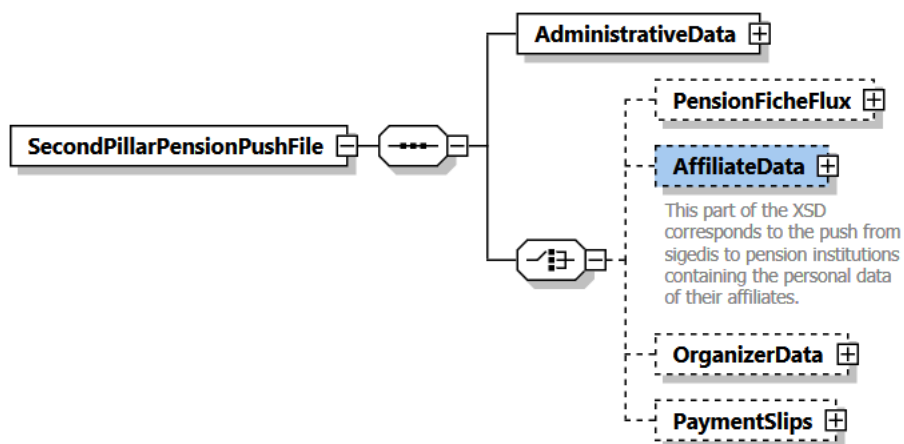 AdministrativeData
PensionFicheFlux
SecondPillarPensionPushFile
AffiliateData
This part of the XSD
corresponds to the push from
sigedis to pension institutions
containing the personal data
of their affiliates.
OrganizerData
PaymentSlips